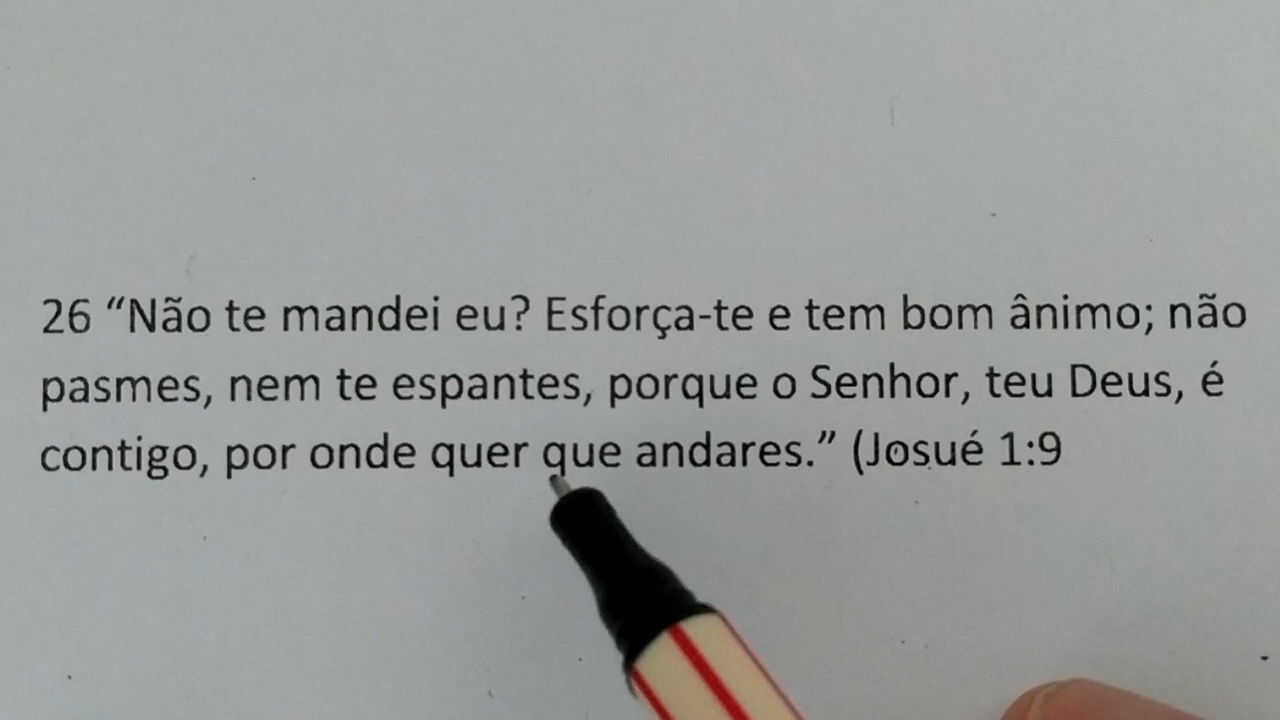 26 “Não te mandei eu? Esforça-te e tem bom ânimo; não
pasmes, nem te espantes, porque o Senhor, teu Deus, é
contigo, por onde quer que andares.” (Josué 1:9